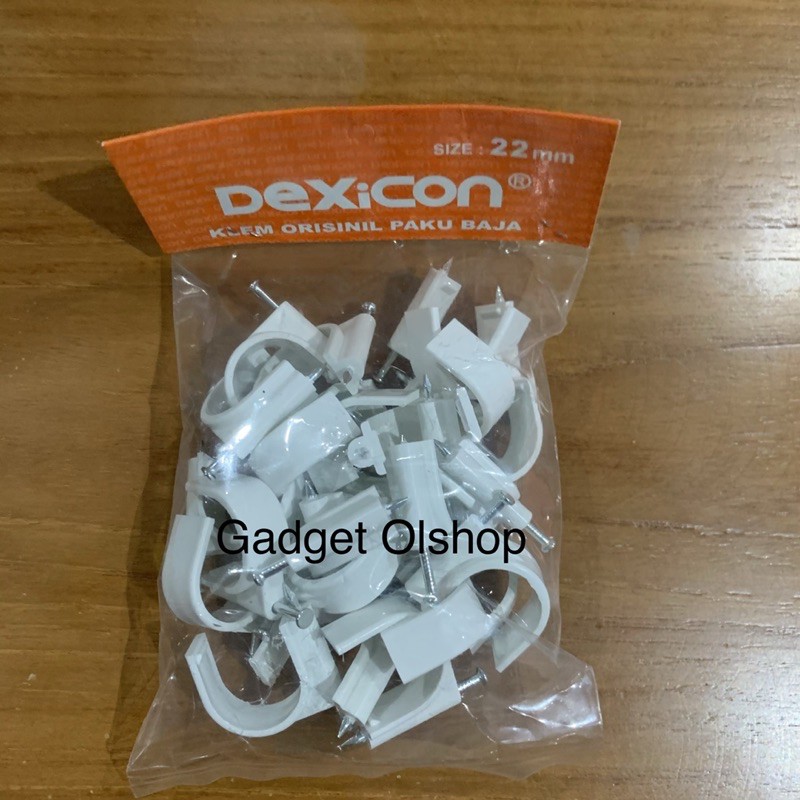 SIZE : 22 mm
DEXiCON®
KLEM ORISINIL PAKU BAJA
Gadget Olshop